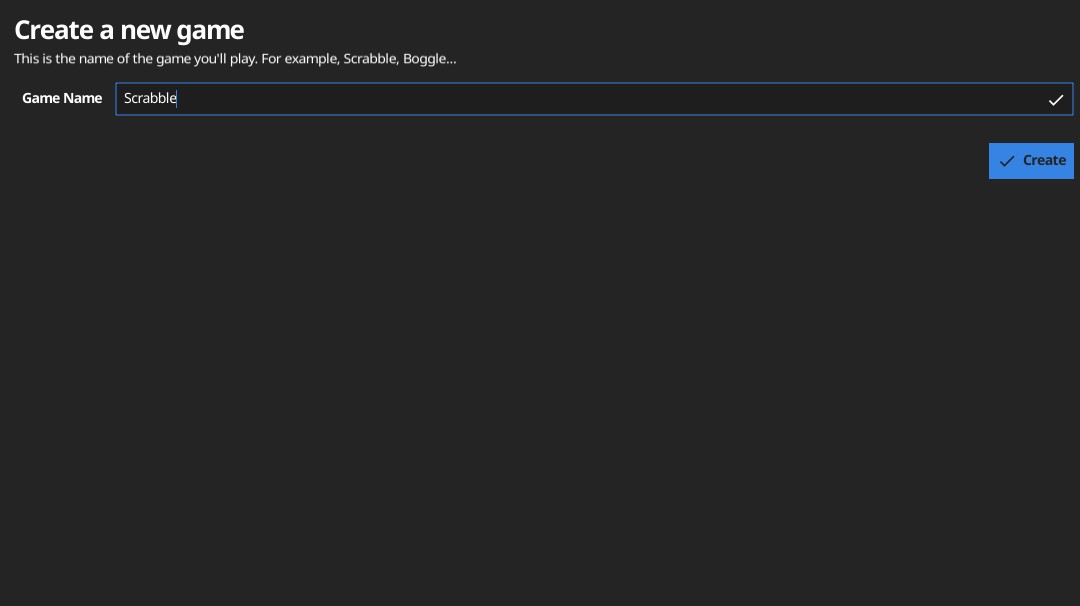 Create a new game
This is the name of the game you'll play. For example, Scrabble, Boggle...
Game Name Scrabble
Create